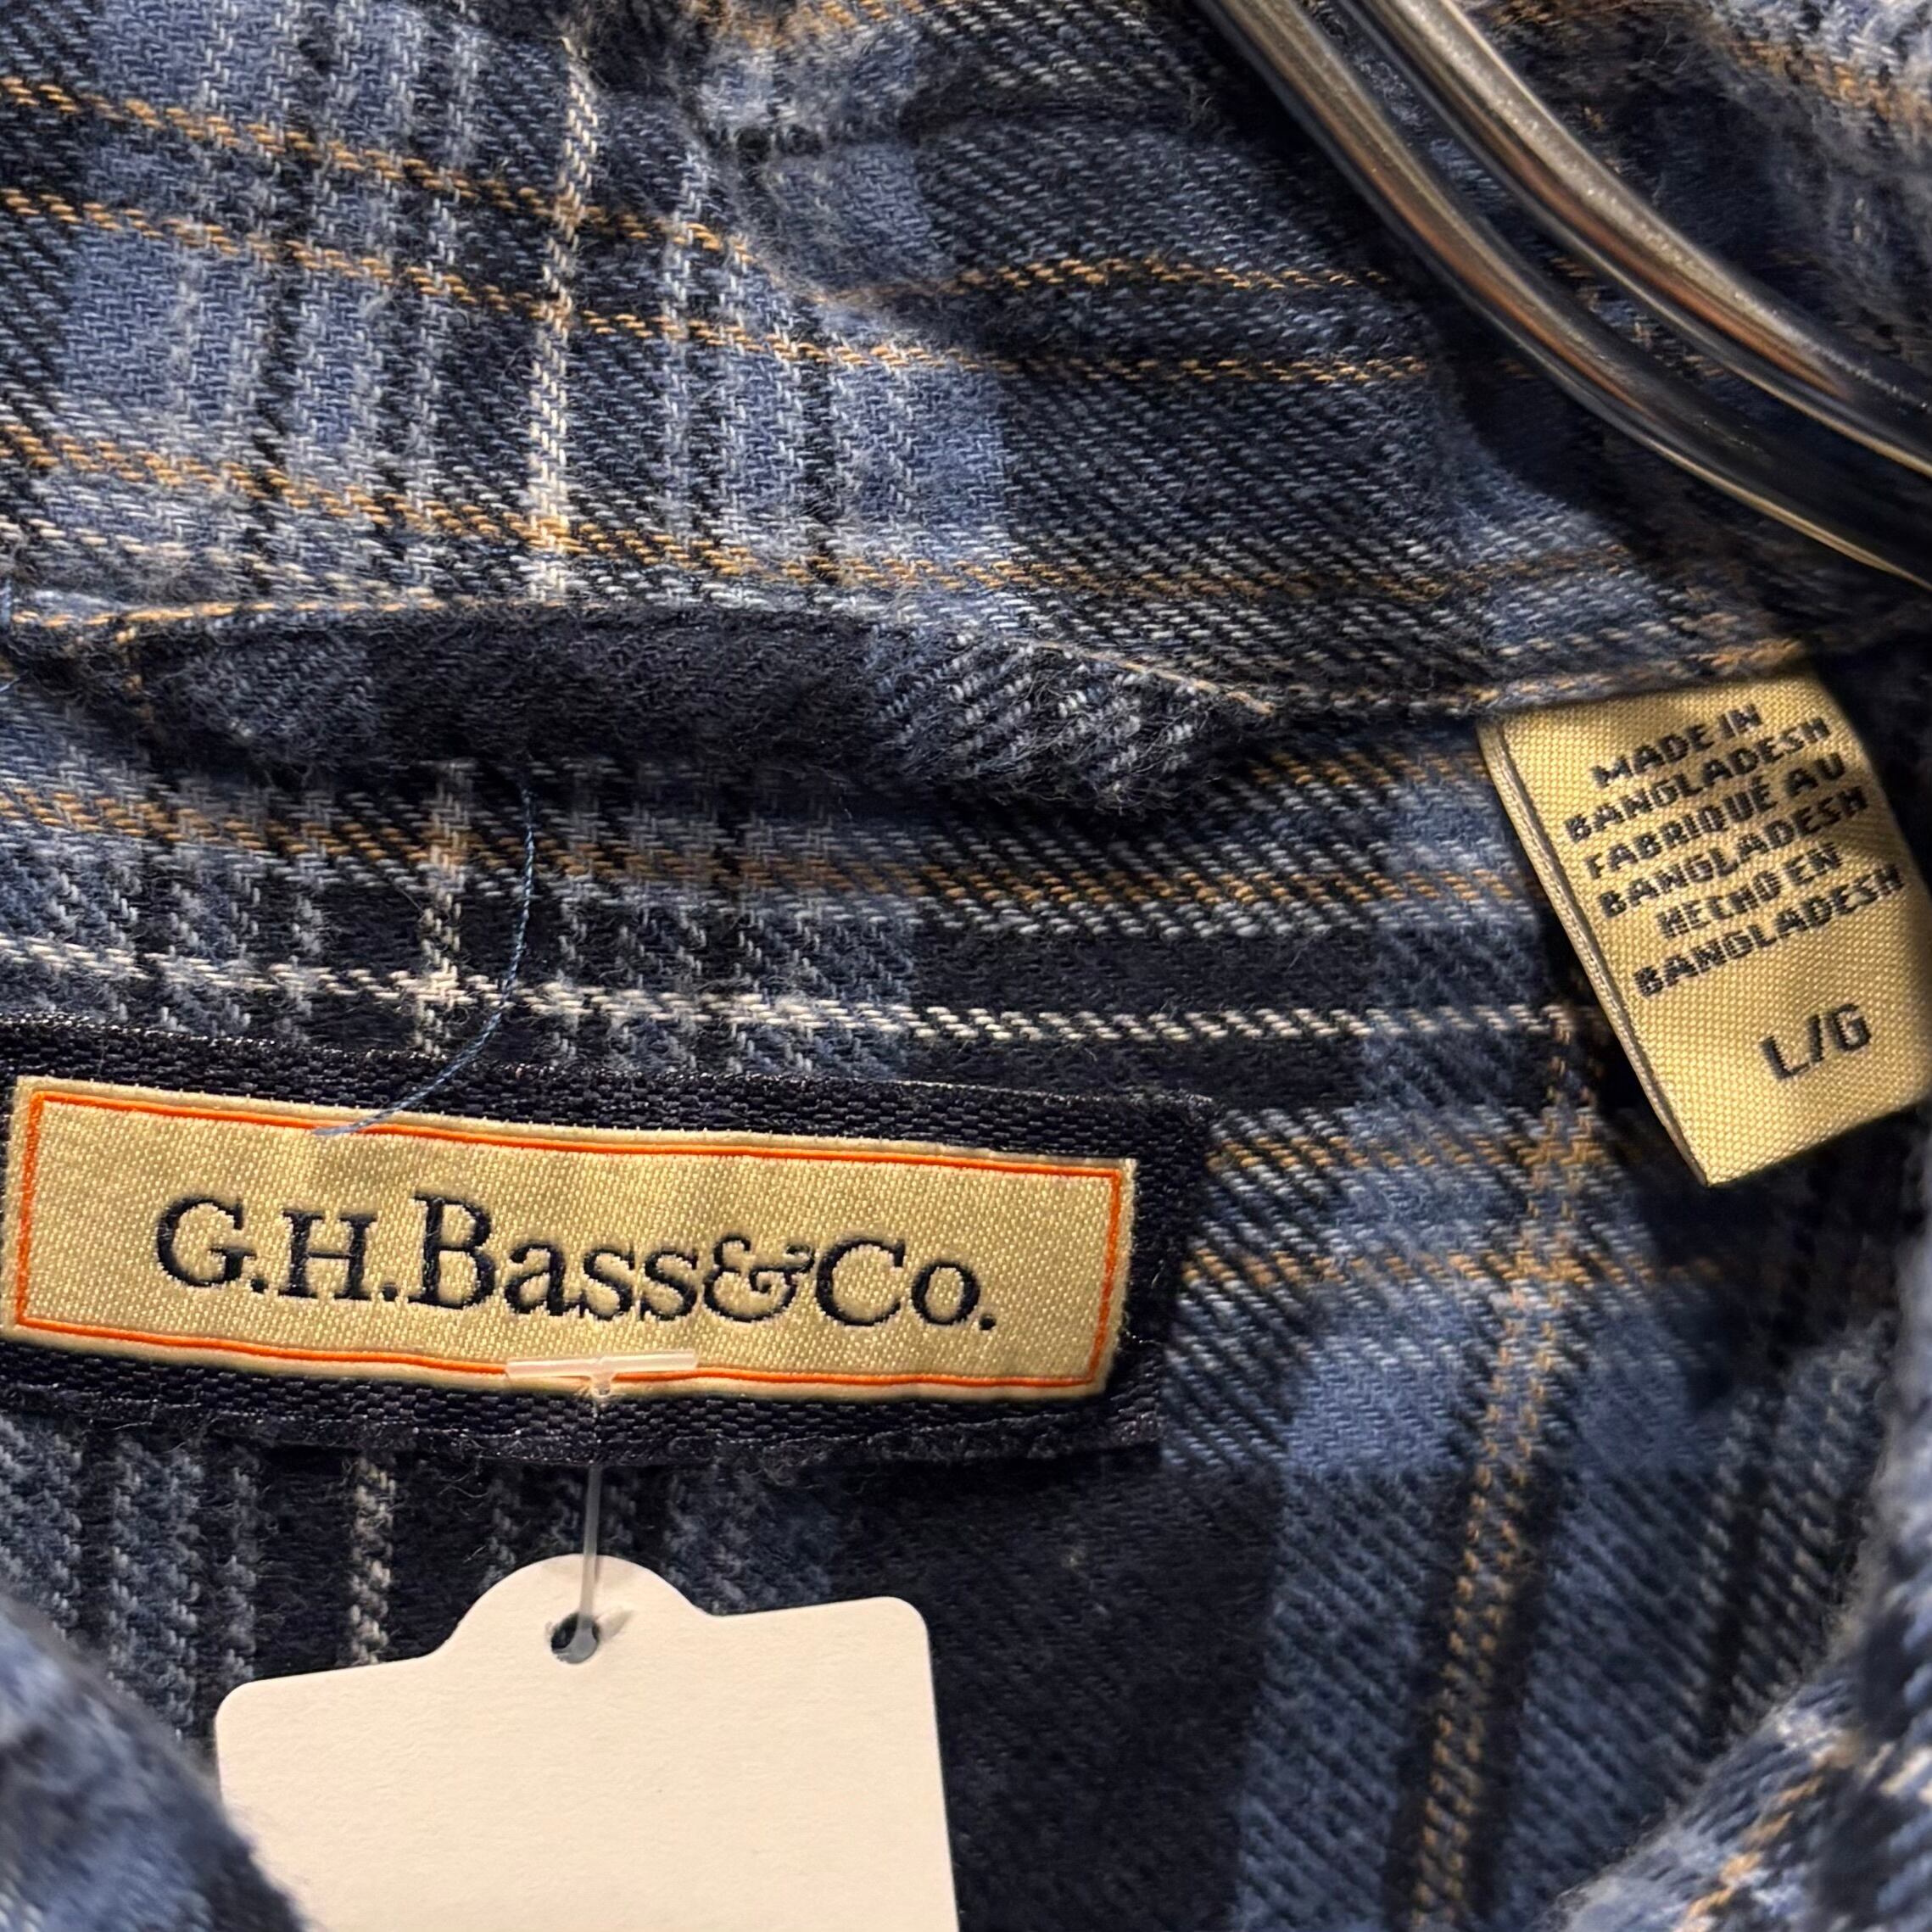 MADE IN
BANGLADESH
FABRIQUÉ AU
BANGLADESH
HECHO EN
BANGLADESH
L/G
G.H.Bass&Co.